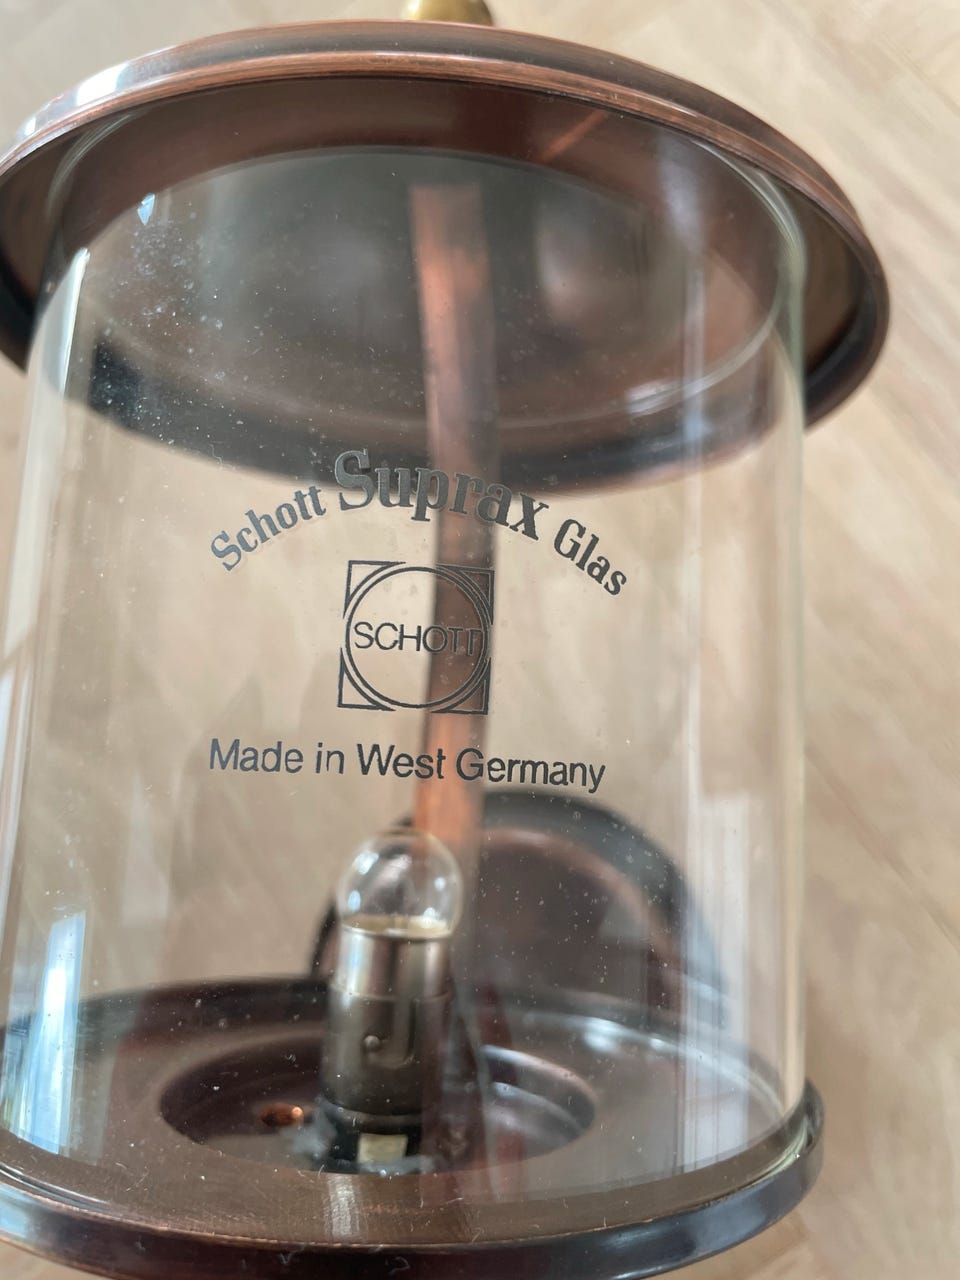 Schott Suprax Glas
SCHOTT
Made in West Germany